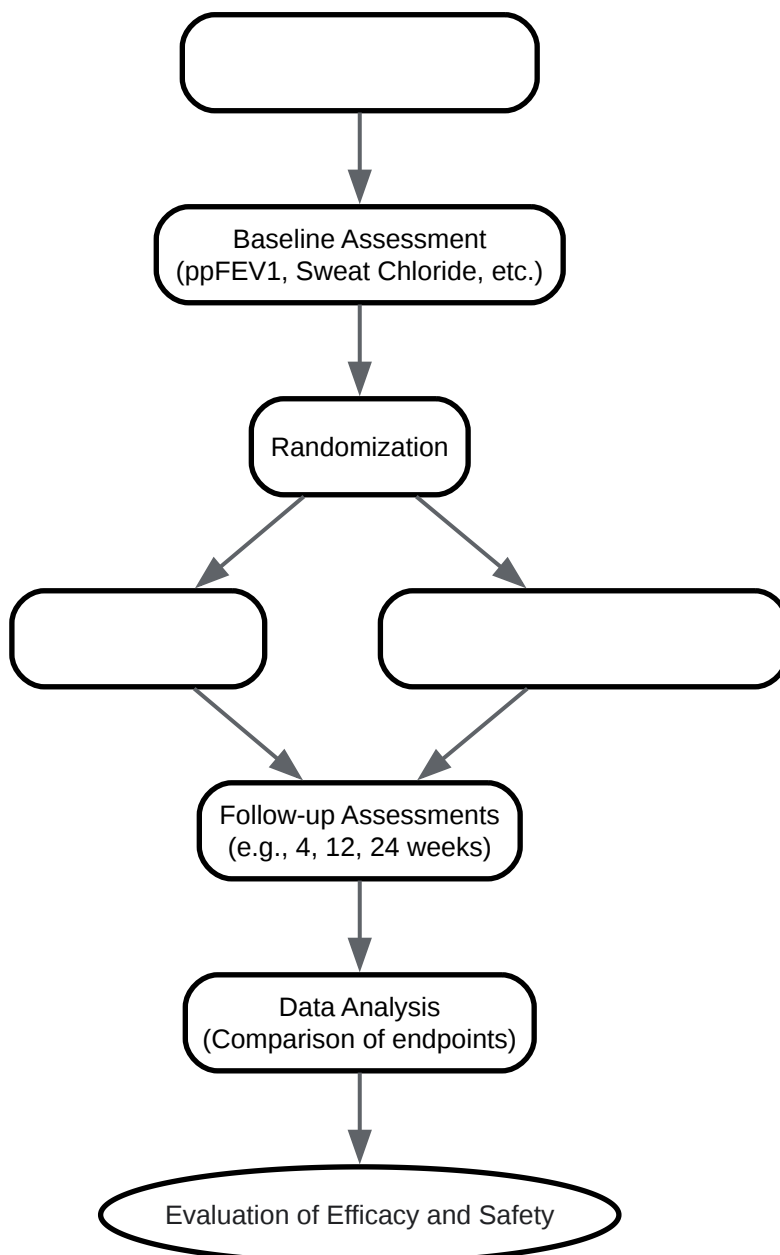 Baseline Assessment
(ppFEV1, Sweat Chloride, etc.)
Randomization
Follow-up Assessments
(e.g., 4, 12, 24 weeks)
Data Analysis
(Comparison of endpoints)
Evaluation of Efficacy and Safety